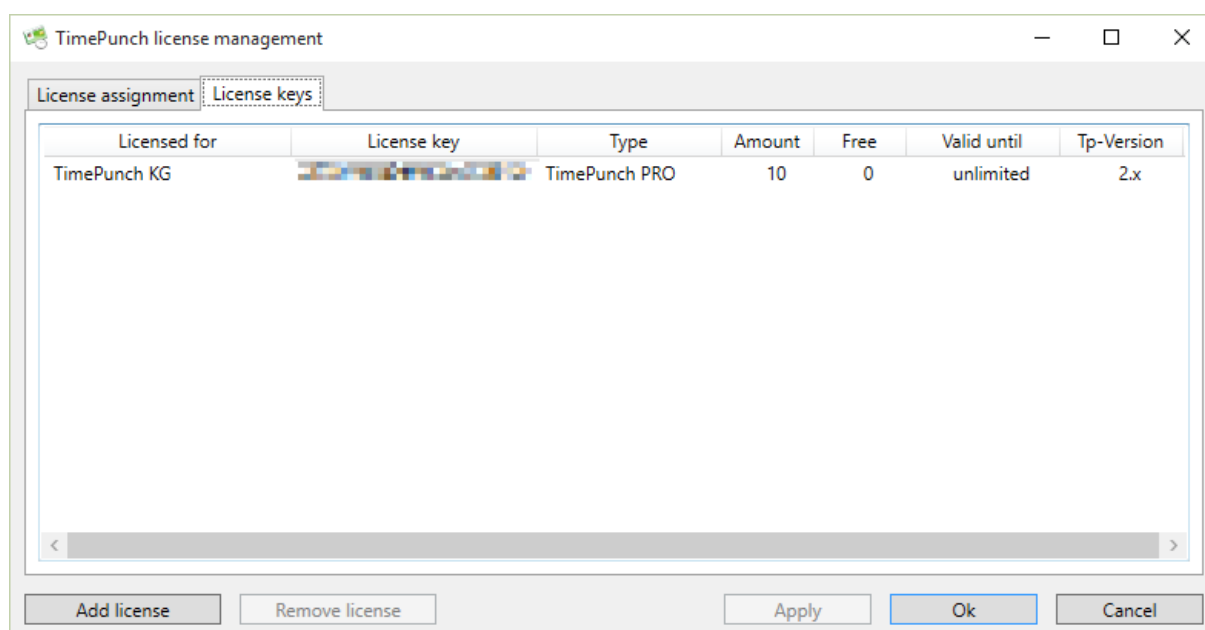 TimePunch license management
License assignment License keys
Licensed for License key Type Amount Free Valid until Tp-Version
TimePunch KG TimePunch PRO 10 0 unlimited 2.x
Add license Remove license Apply Ok Cancel